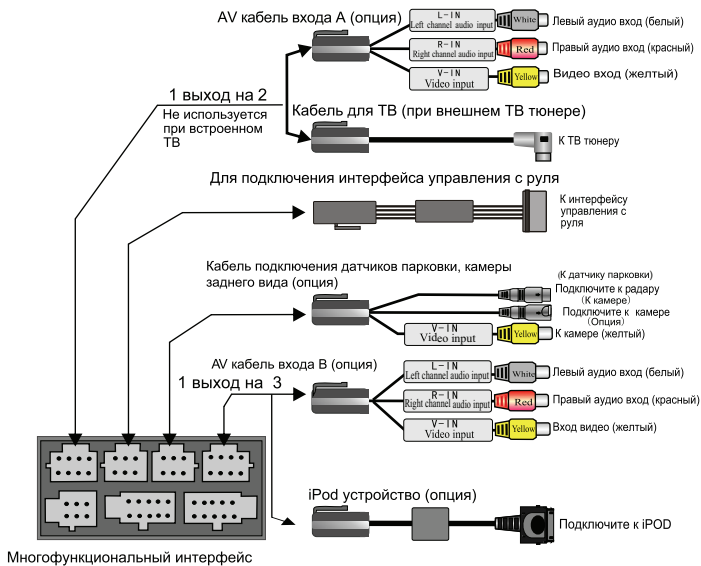 AV кабель входа А (опция)
L-IN
Left channel audio input
White
Левый аудио вход (белый)
R-IN
Right channel audio input
Red
Правый аудио вход (красный)
V-IN
Video input
Yellow
Видео вход (желтый)
1 выход на 2
Не используется
при встроенном
ТВ
Кабель для ТВ (при внешнем ТВ тюнере)
К ТВ тюнеру
Для подключения интерфейса управления с руля
К интерфейсу
управления с
руля
Кабель подключения датчиков парковки, камеры
заднего вида (опция)
(К датчику парковки)
Подключите к радару
(К камере)
Подключите к камере
(Опция)
V-IN
Video input
Yellow
К камере (желтый)
AV кабель входа B (опция)
1 выход на 3
L-IN
Left channel audio input
White
Левый аудио вход (белый)
R-IN
Right channel audio input
Red
Правый аудио вход (красный)
V-IN
Video input
Yellow
Вход видео (желтый)
iPod устройство (опция)
Подключите к iPOD
Многофункциональный интерфейс